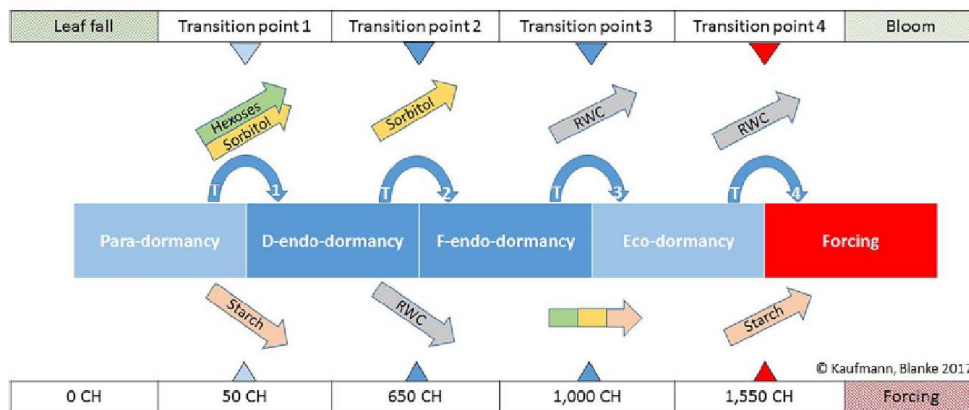 Leaf fall Transition point 1 Transition point 2 Transition point 3 Transition point 4 Bloom
Hexoses
Sorbitol
Sorbitol
RWC
RWC
T 1 T 2 T 3 T 4
Para-dormancy D-endo-dormancy F-endo-dormancy Eco-dormancy Forcing
Starch
RWC
Starch
© Kaufmann, Blanke 2017
0 CH 50 CH 650 CH 1,000 CH 1,550 CH Forcing